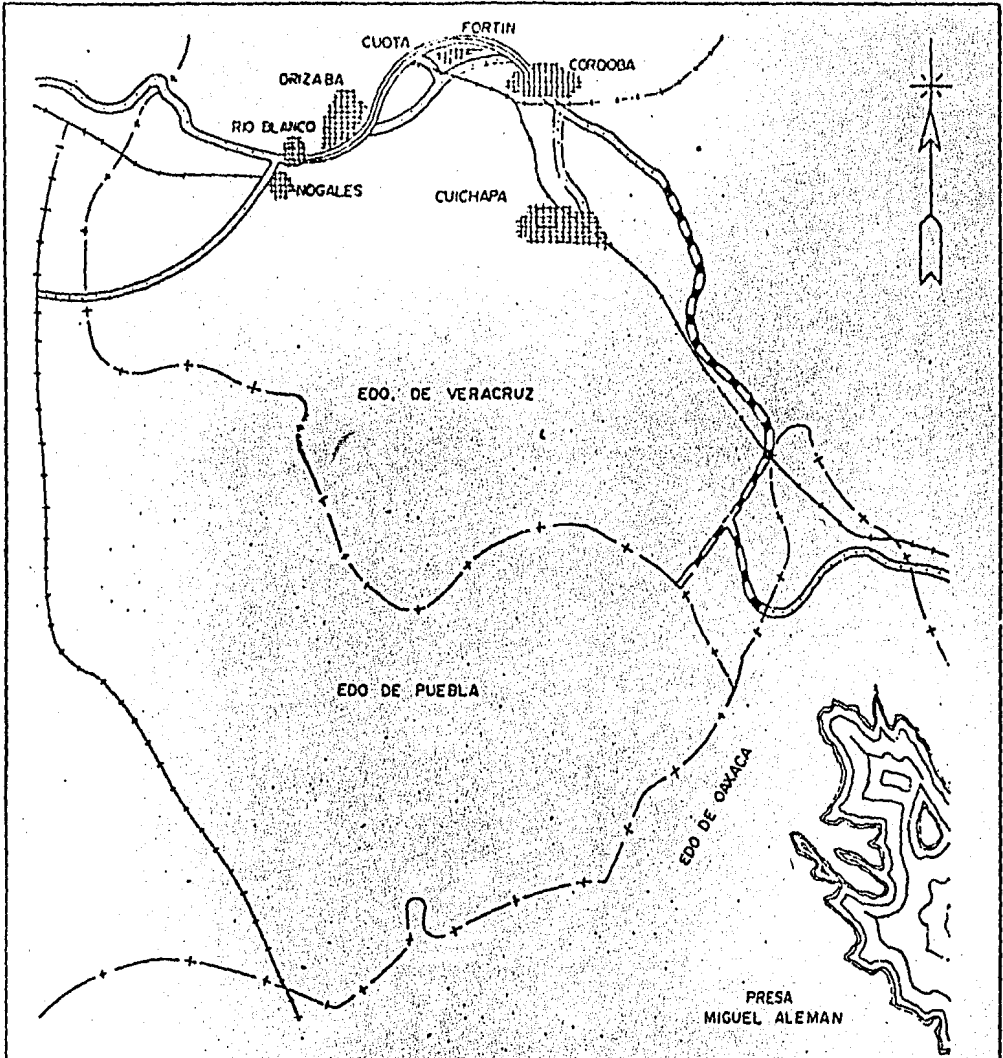 FORTIN
CUOTA
CORDOBA
ORIZABA
RIO BLANCO
NOGALES
CUICHAPA
EDO. DE VERACRUZ
EDO DE PUEBLA
EDO DE OAXACA
PRESA
MIGUEL ALEMAN